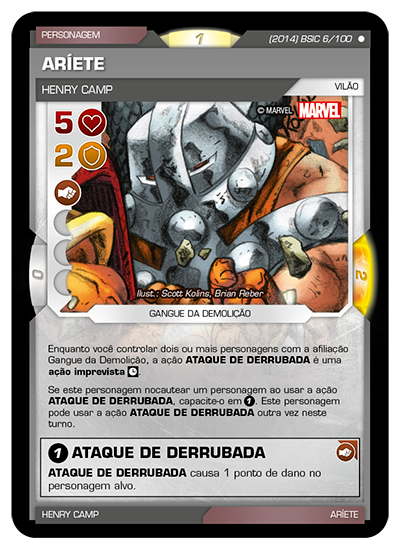 PERSONAGEM
1
(2014) BSIC 6/100
ARÍETE
HENRY CAMP
VILÃO
© MARVEL MARVEL
5
2
0
2
Ilust.: Scott Kolins, Brian Reber
GANGUE DA DEMOLIÇÃO
Enquanto você controlar dois ou mais personagens com a afiliação
Gangue da Demolição, a ação ATAQUE DE DERRUBADA é uma
ação imprevista.
Se este personagem nocautear um personagem ao usar a ação
ATAQUE DE DERRUBADA, capacite-o em 1. Este personagem
pode usar a ação ATAQUE DE DERRUBADA outra vez neste
turno.
1 ATAQUE DE DERRUBADA
ATAQUE DE DERRUBADA causa 1 ponto de dano no
personagem alvo.
HENRY CAMP
ARÍETE